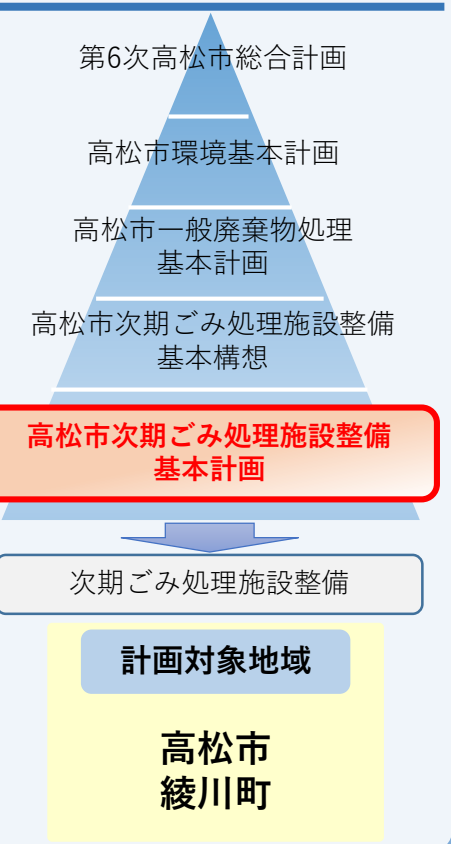 第6次高松市総合計画
高松市環境基本計画
高松市一般廃棄物処理
基本計画
高松市次期ごみ処理施設整備
基本構想
高松市次期ごみ処理施設整備
基本計画
次期ごみ処理施設整備
計画対象地域
高松市
綾川町